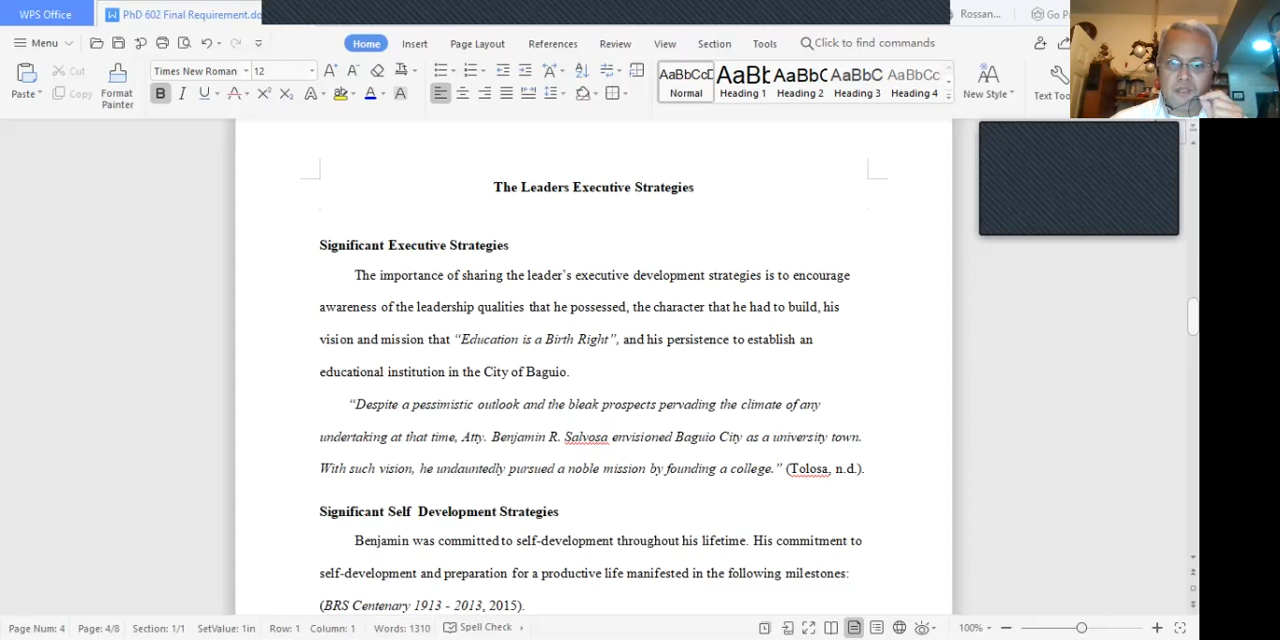 WPS Office
PhD 602 Final Requirement.do
Rossan...
Go P
Menu
Home
Insert
Page Layout
References
Review
View
Section
Tools
Click to find commands
Paste
Cut
Copy
Format Painter
Times New Roman
12
AaBbCcD
AaBb
AaBbC
AaBbC
AaBbCc
Normal
Heading 1
Heading 2
Heading 3
Heading 4
New Style
Text Too
The Leaders Executive Strategies
Significant Executive Strategies
The importance of sharing the leader's executive development strategies is to encourage
awareness of the leadership qualities that he possessed, the character that he had to build, his
vision and mission that “Education is a Birth Right”, and his persistence to establish an
educational institution in the City of Baguio.
“Despite a pessimistic outlook and the bleak prospects pervading the climate of any
undertaking at that time, Atty. Benjamin R. Salvosa envisioned Baguio City as a university town.
With such vision, he undauntedly pursued a noble mission by founding a college.” (Tolosa, n.d.).
Significant Self Development Strategies
Benjamin was committed to self-development throughout his lifetime. His commitment to
self-development and preparation for a productive life manifested in the following milestones:
(BRS Centenary 1913 - 2013, 2015).
Page Num: 4
Page: 4/8
Section: 1/1
SetValue: 1in
Row: 1
Column: 1
Words: 1310
Spell Check
100%